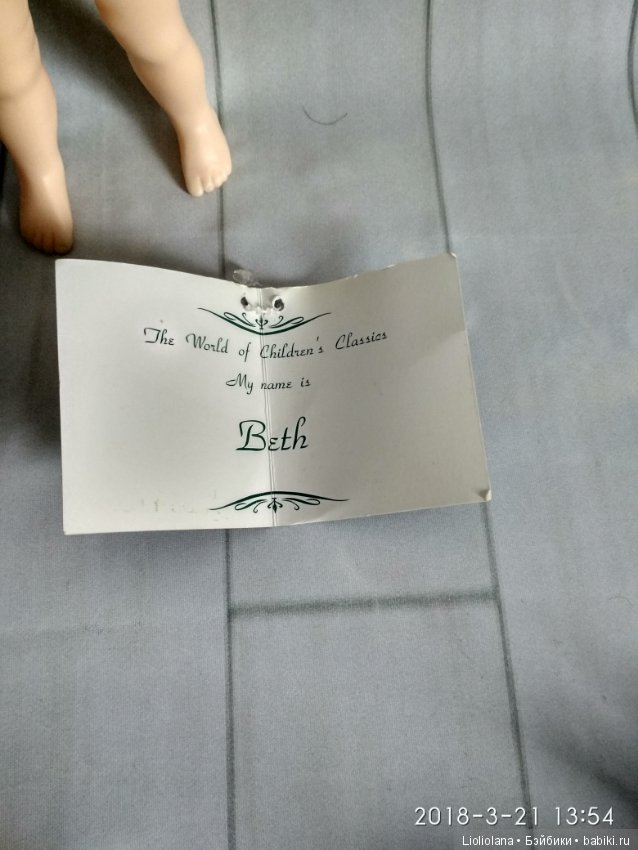 The World of Children's Classics
My name is
Beth
2018-3-21 13:54
Lioliolana • Бэйбики • babiki.ru